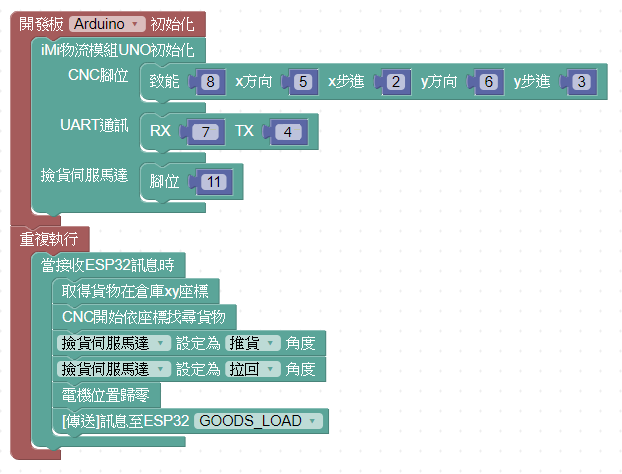 開發板 Arduino 初始化
iMi物流模組UNO初始化
CNC腳位 致能 8 x方向 5 x步進 2 y方向 6 y步進 3
UART通訊 RX 7 TX 4
撿貨伺服馬達 腳位 11
重複執行
當接收ESP32訊息時
取得貨物在倉庫xy座標
CNC開始依座標找尋貨物
撿貨伺服馬達 設定為 推貨 角度
撿貨伺服馬達 設定為 拉回 角度
電機位置歸零
[傳送]訊息至ESP32 GOODS_LOAD